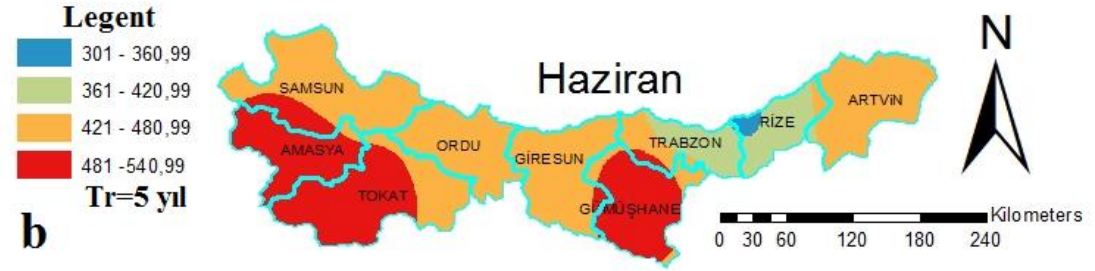 Legent
301 - 360,99
361 - 420,99
421 - 480,99
481 -540,99
Tr=5 yıl
b
Haziran
N
SAMSUN
AMASYA
TOKAT
ORDU
GİRESUN
GÜMÜŞHANE
TRABZON
RİZE
ARTViN
Kilometers
0 30 60 120 180 240